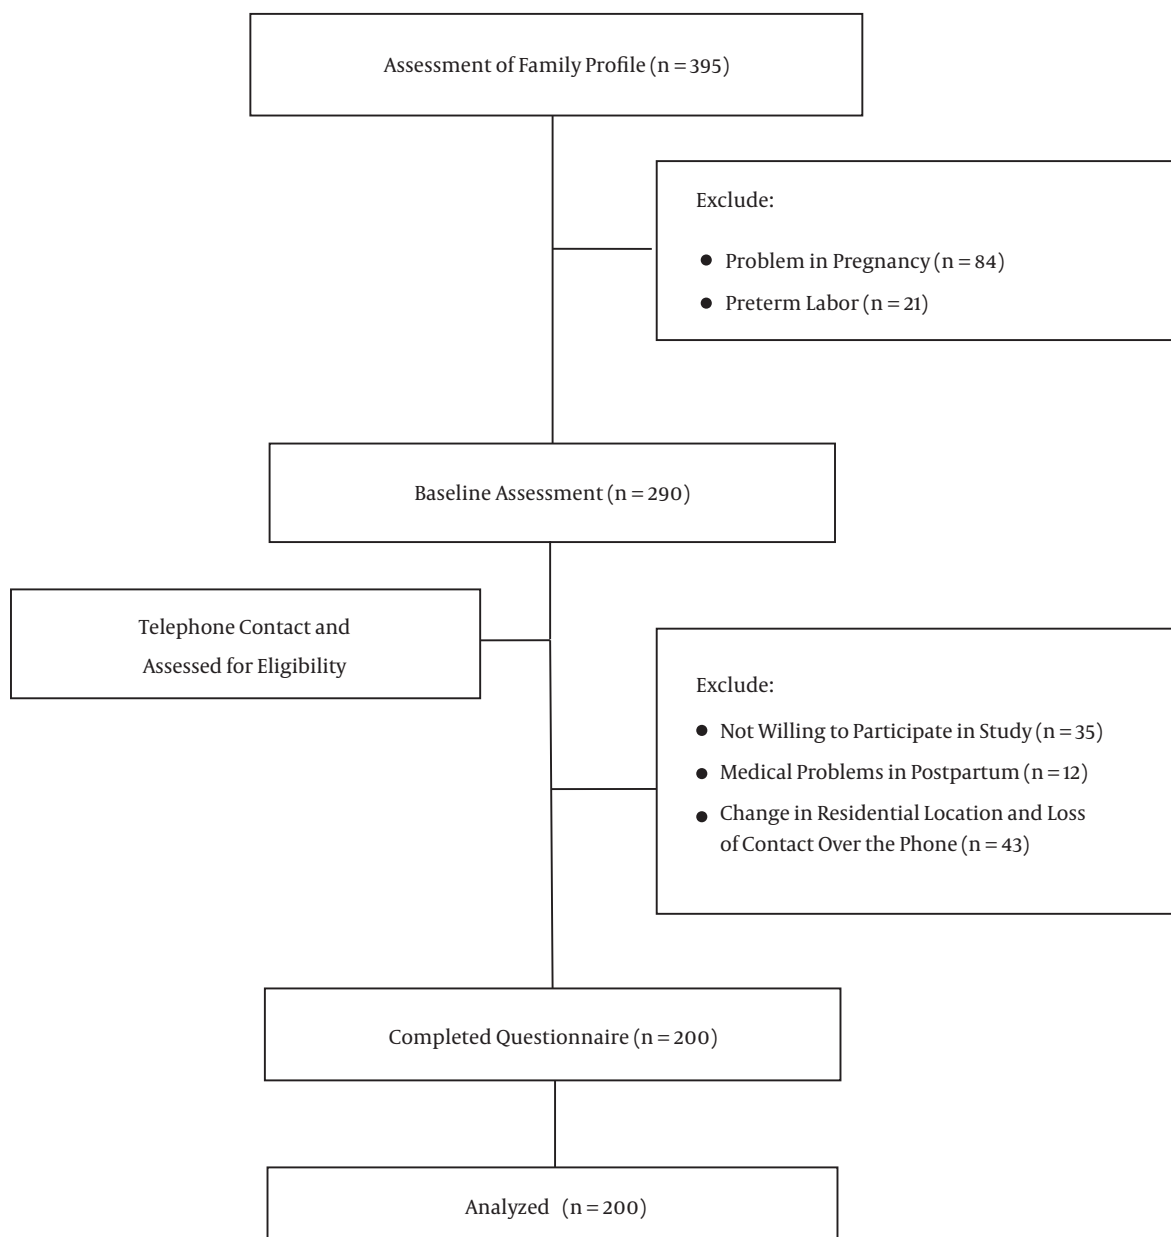 Assessment of Family Profile (n = 395)
Exclude:
● Problem in Pregnancy (n = 84)
● Preterm Labor (n = 21)
Baseline Assessment (n = 290)
Telephone Contact and
Assessed for Eligibility
Exclude:
● Not Willing to Participate in Study (n = 35)
● Medical Problems in Postpartum (n = 12)
● Change in Residential Location and Loss
of Contact Over the Phone (n = 43)
Completed Questionnaire (n = 200)
Analyzed (n = 200)